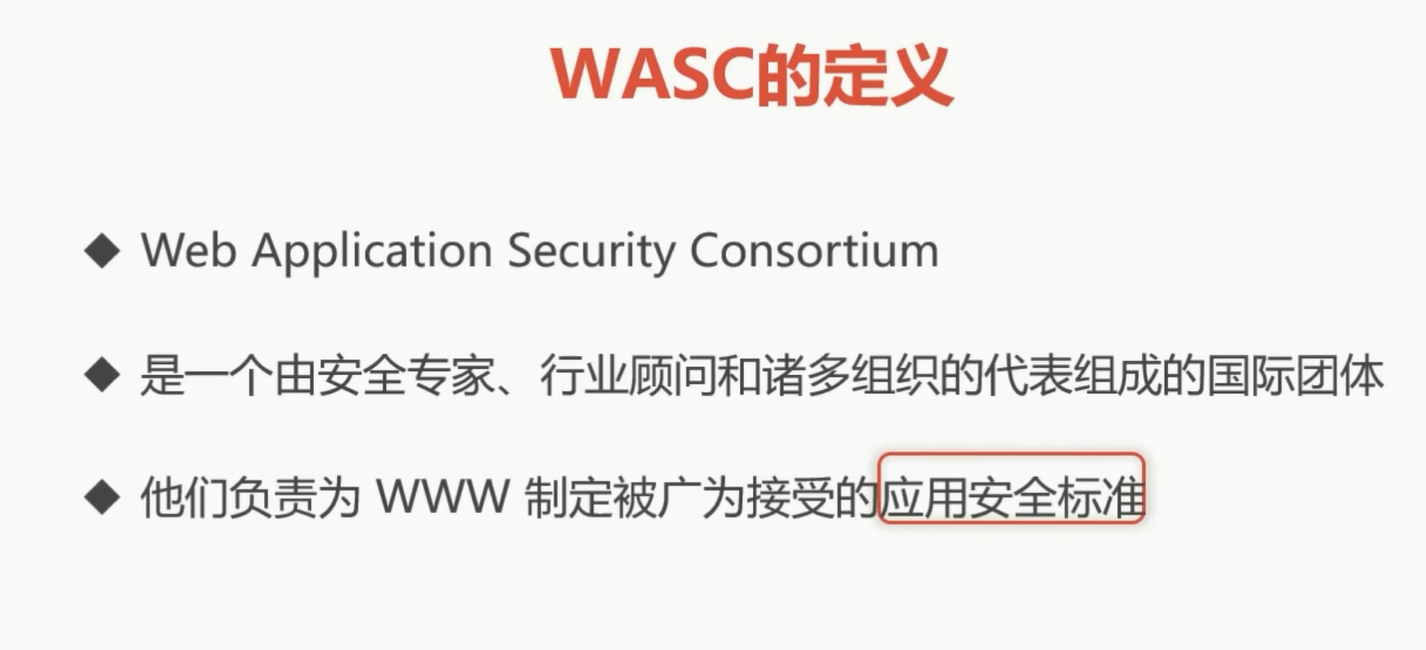 WASC的定义
◆ Web Application Security Consortium
◆ 是一个由安全专家、行业顾问和诸多组织的代表组成的国际团体
◆ 他们负责为 WWW 制定被广为接受的应用安全标准